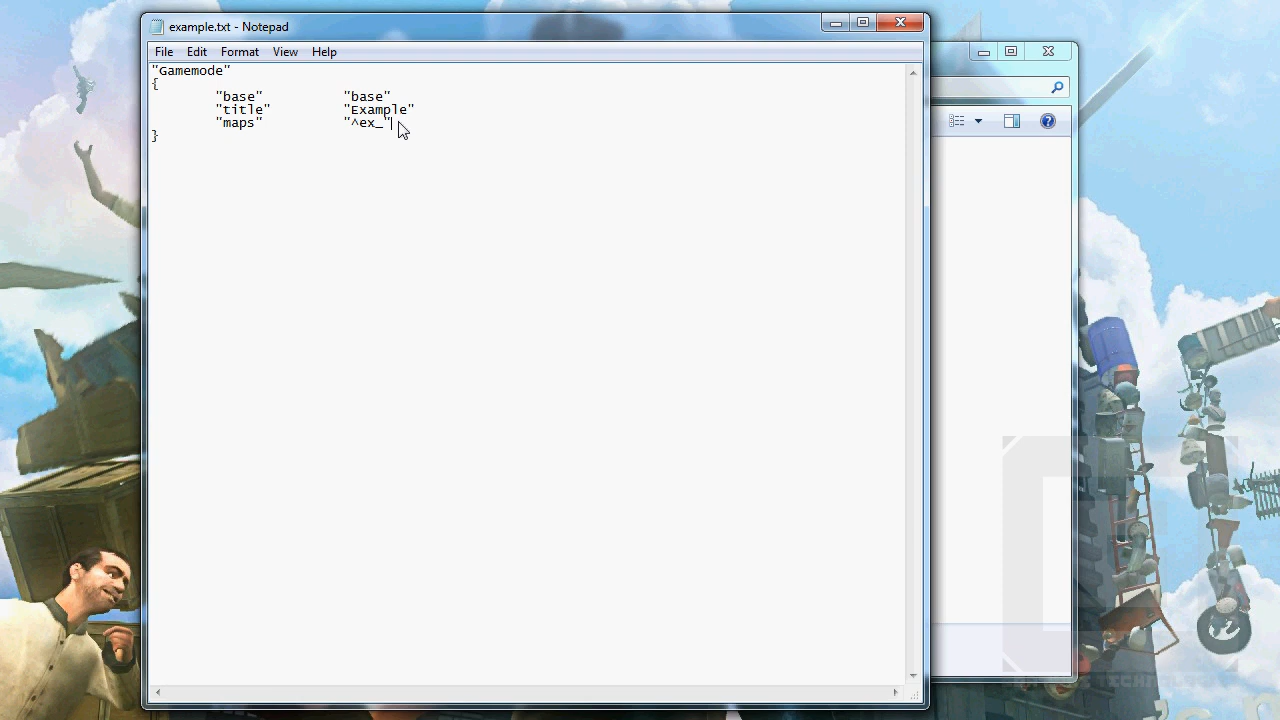 example.txt - Notepad
File Edit Format View Help
"Gamemode"
{
"base" "base"
"title" "Example"
"maps" "^ex_"
}